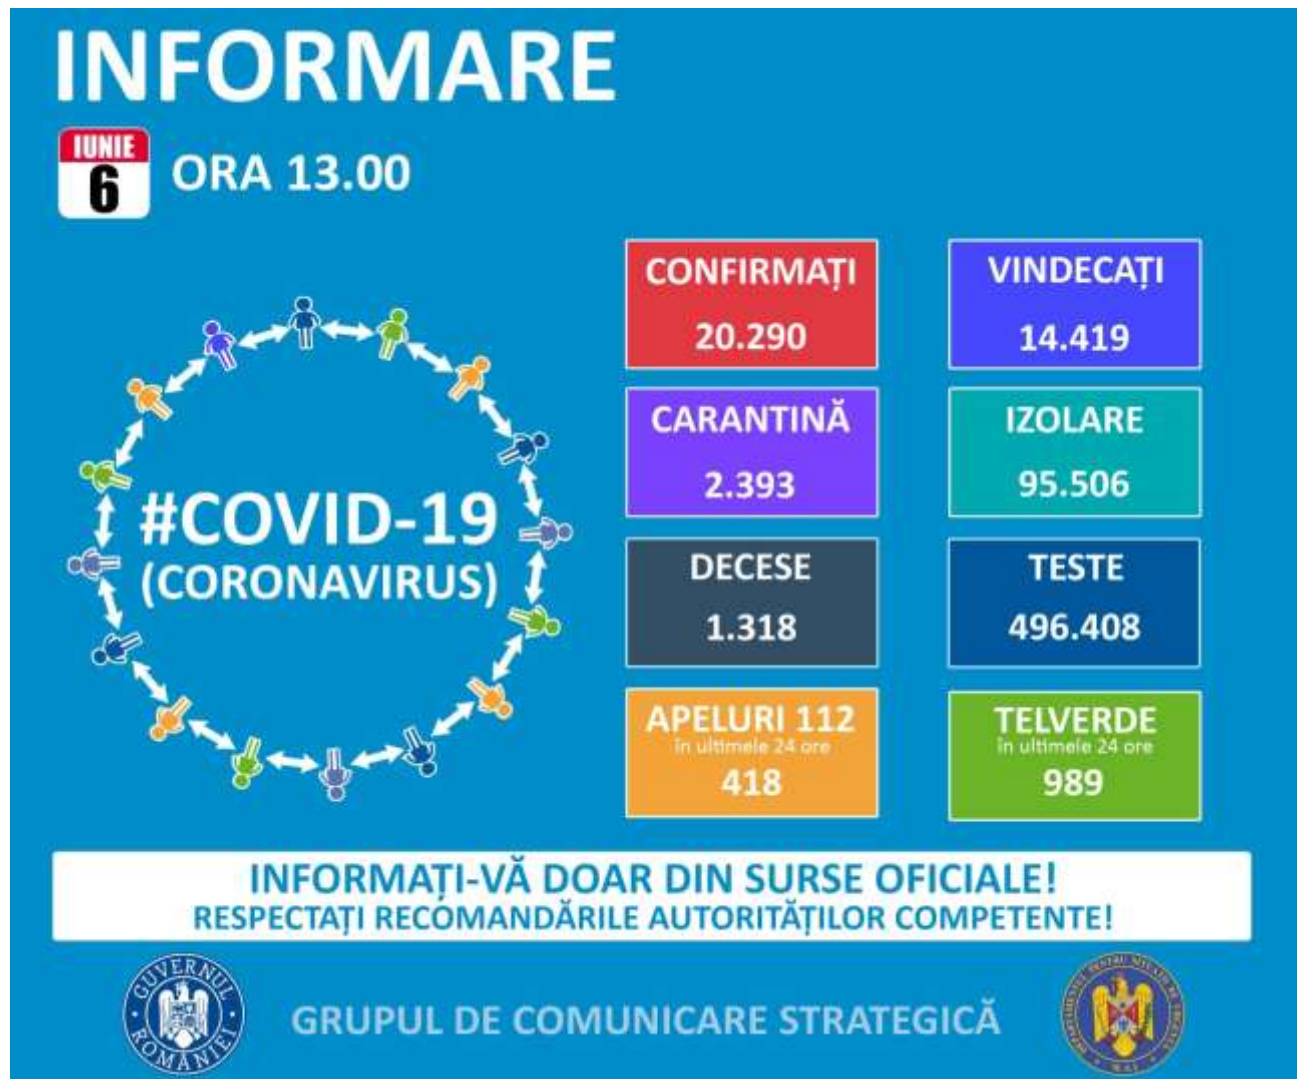 INFORMARE
IUNIE
6
ORA 13.00
CONFIRMAȚI
20.290
VINDECAȚI
14.419
CARANTINĂ
2.393
IZOLARE
95.506
#COVID-19
(CORONAVIRUS)
DECESE
1.318
TESTE
496.408
APELURI 112
în ultimele 24 ore
418
TELVERDE
în ultimele 24 ore
989
INFORMAȚI-VĂ DOAR DIN SURSE OFICIALE!
RESPECTAȚI RECOMANDĂRILE AUTORITĂȚILOR COMPETENTE!
GUVERNUL
ROMÂNIEI
GRUPUL DE COMUNICARE STRATEGICĂ